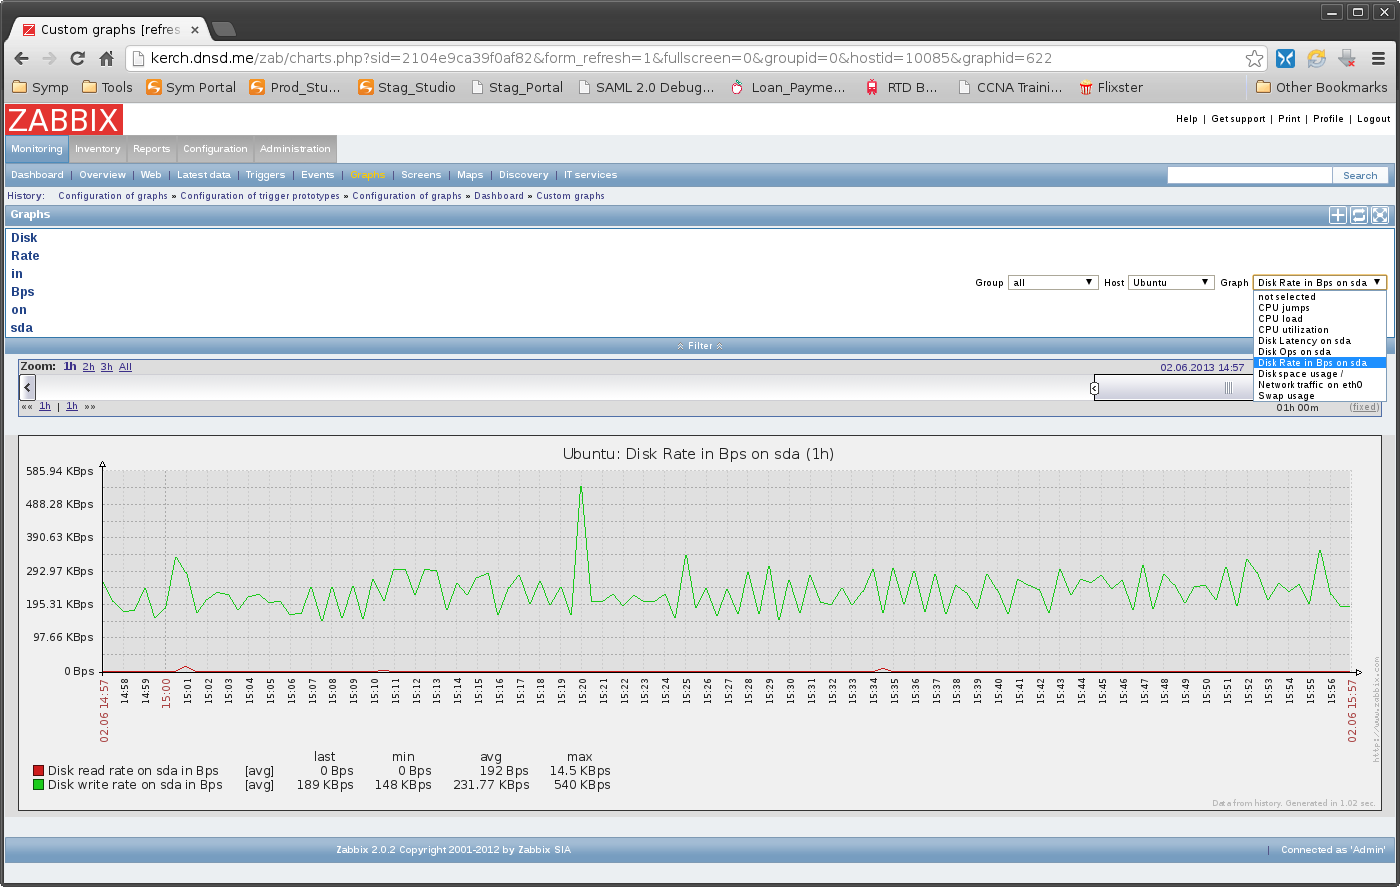 Custom graphs [refres
kerch.dnsd.me/zab/charts.php?sid=2104e9ca39f0af82&form_refresh=1&fullscreen=0&groupid=0&hostid=10085&graphid=622
Symp Tools Sym Portal Prod_Stu... Stag_Studio Stag_Portal SAML 2.0 Debug... Loan_Payme... RTD B... CCNA Traini... Flixster Other Bookmarks
ZABBIX
Help | Get support | Print | Profile | Logout
Monitoring Inventory Reports Configuration Administration
Dashboard | Overview | Web | Latest data | Triggers | Events | Graphs | Screens | Maps | Discovery | IT services Search
History: Configuration of graphs » Configuration of trigger prototypes » Configuration of graphs » Dashboard » Custom graphs
Graphs
Disk
Rate
in
Bps
on
sda
Group all Host Ubuntu Graph Disk Rate in Bps on sda
not selected
CPU jumps
CPU load
CPU utilization
Disk Latency on sda
Disk Ops on sda
Disk Rate in Bps on sda
Disk space usage /
Network traffic on eth0
Swap usage
Filter
Zoom: 1h 2h 3h All 02.06.2013 14:57
«« 1h | 1h »» 01h 00m (fixed)
Ubuntu: Disk Rate in Bps on sda (1h)
585.94 KBps
488.28 KBps
390.63 KBps
292.97 KBps
195.31 KBps
97.66 KBps
0 Bps
02.06 14:57 14:58 14:59 15:00 15:01 15:02 15:03 15:04 15:05 15:06 15:07 15:08 15:09 15:10 15:11 15:12 15:13 15:14 15:15 15:16 15:17 15:18 15:19 15:20 15:21 15:22 15:23 15:24 15:25 15:26 15:27 15:28 15:29 15:30 15:31 15:32 15:33 15:34 15:35 15:36 15:37 15:38 15:39 15:40 15:41 15:42 15:43 15:44 15:45 15:46 15:47 15:48 15:49 15:50 15:51 15:52 15:53 15:54 15:55 15:56 02.06 15:57
http://www.zabbix.com
last min avg max
Disk read rate on sda in Bps [avg] 0 Bps 0 Bps 192 Bps 14.5 KBps
Disk write rate on sda in Bps [avg] 189 KBps 148 KBps 231.77 KBps 540 KBps
Data from history. Generated in 1.02 sec.
Zabbix 2.0.2 Copyright 2001-2012 by Zabbix SIA | Connected as 'Admin'